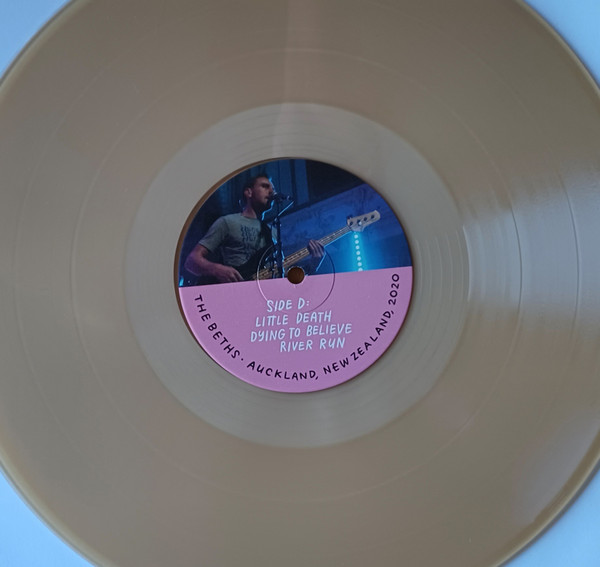 SIDE D:
LITTLE DEATH
DYING TO BELIEVE
RIVER RUN
THE BETHS · AUCKLAND, NEW ZEALAND, 2020